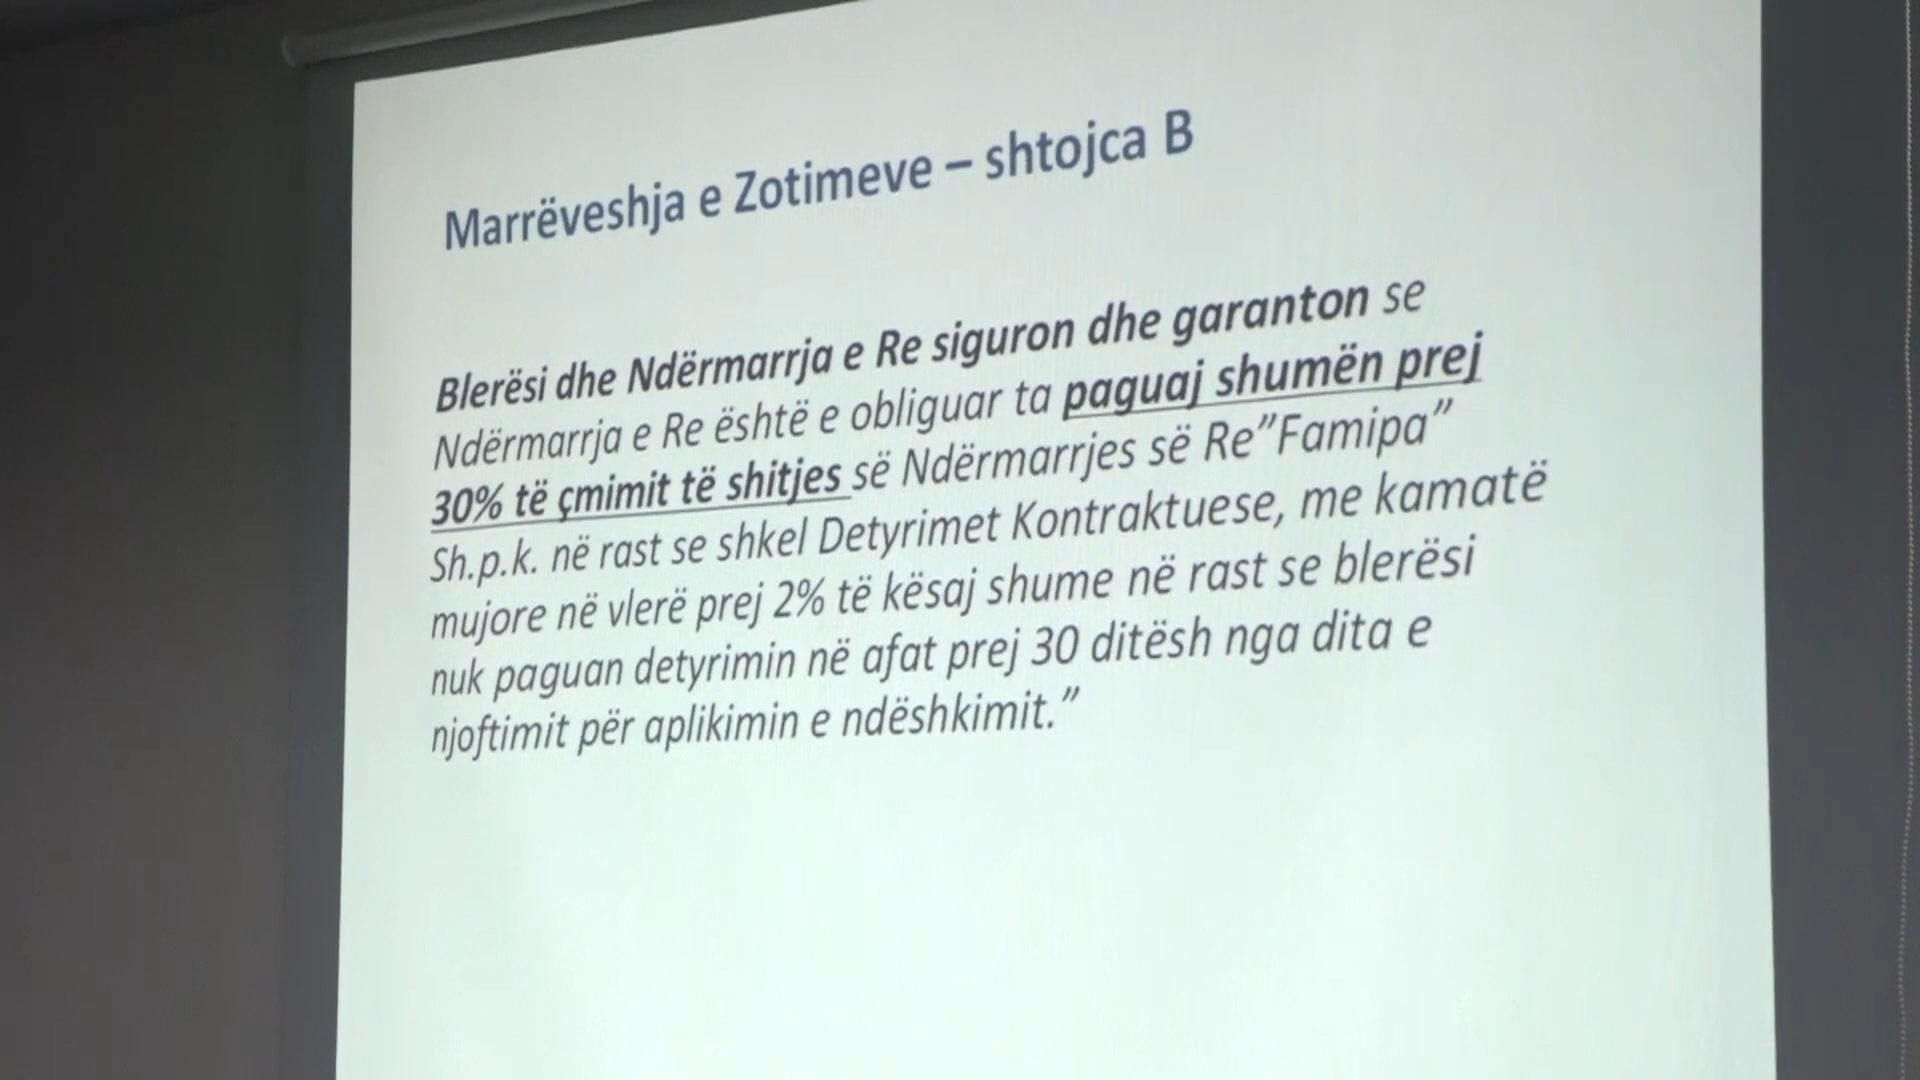 Marrëveshja e Zotimeve – shtojca B
Blerësi dhe Ndërmarrja e Re siguron dhe garanton se
Ndërmarrja e Re është e obliguar ta paguaj shumën prej
30% të çmimit të shitjes së Ndërmarrjes së Re”Famipa”
Sh.p.k. në rast se shkel Detyrimet Kontraktuese, me kamatë
mujore në vlerë prej 2% të kësaj shume në rast se blerësi
nuk paguan detyrimin në afat prej 30 ditësh nga dita e
njoftimit për aplikimin e ndëshkimit.”